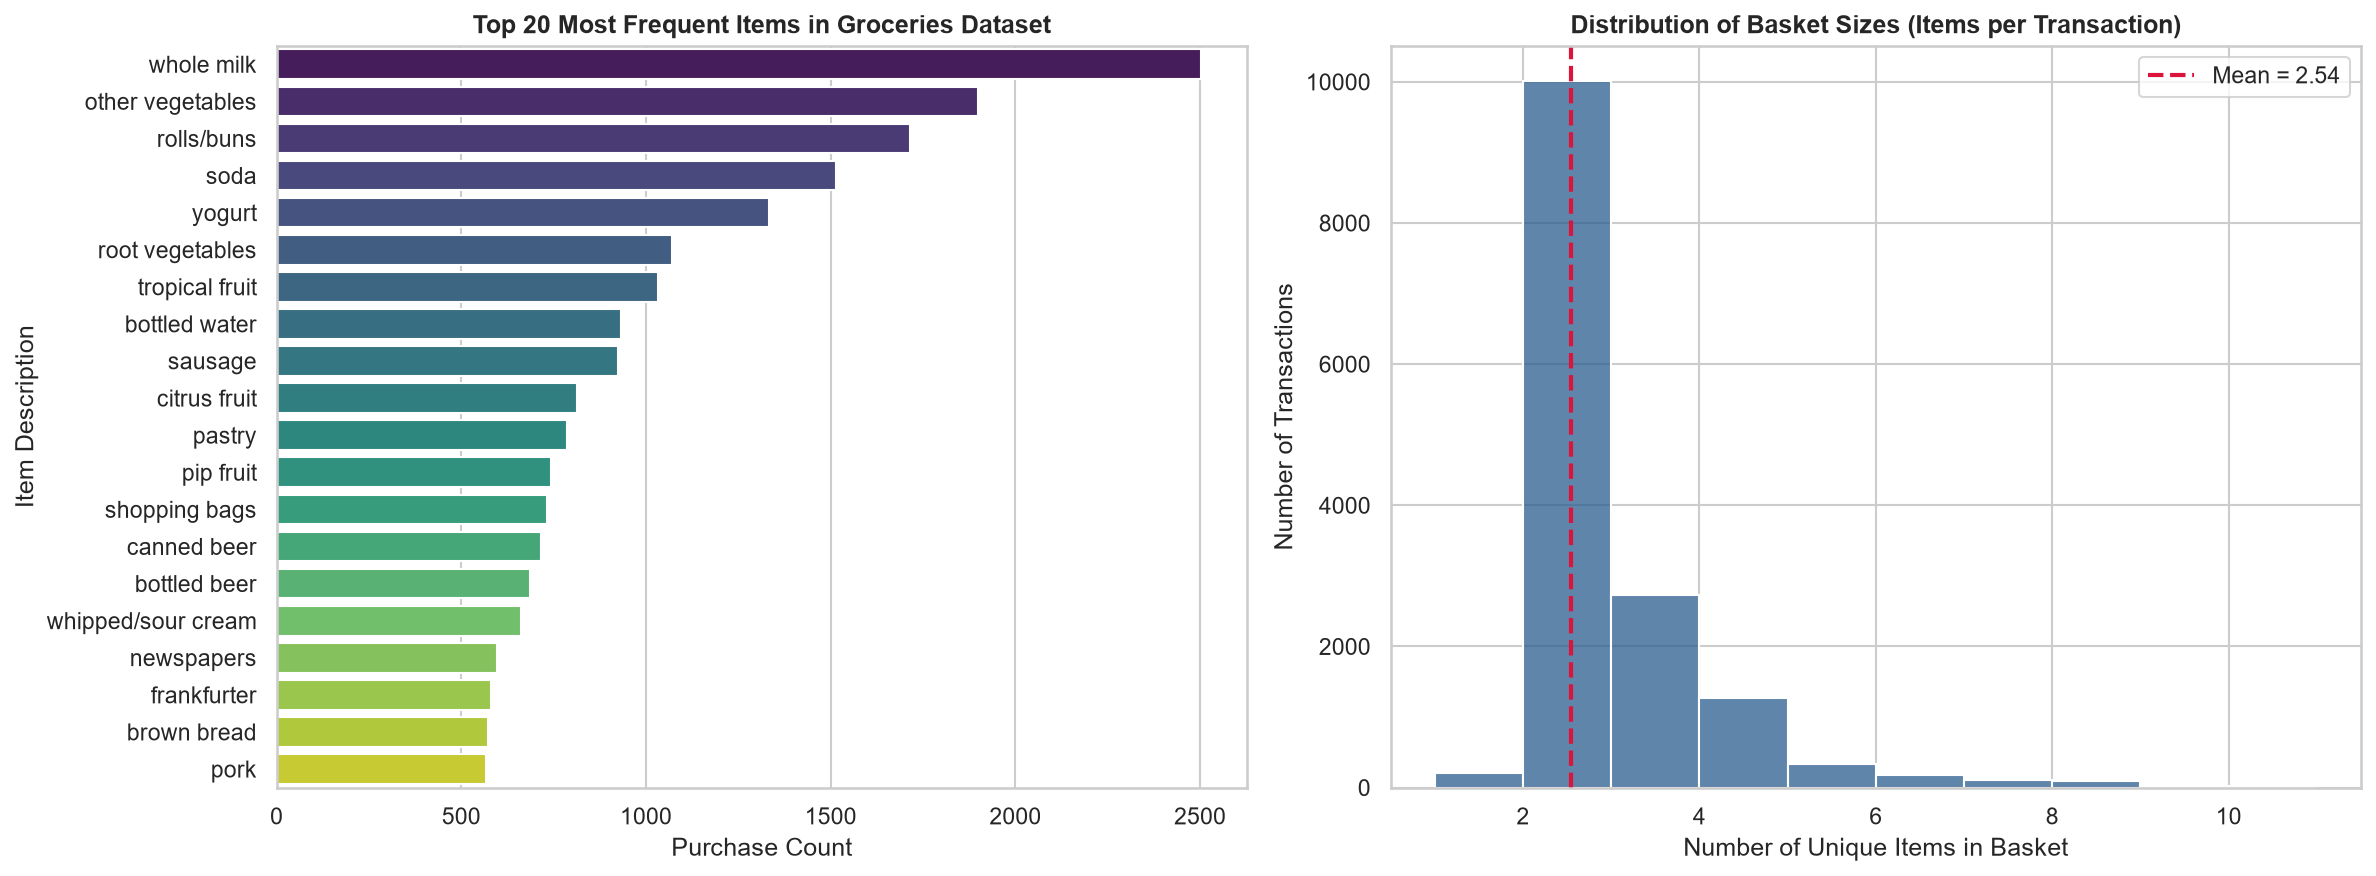 Top 20 Most Frequent Items in Groceries Dataset
Item Description
whole milk
other vegetables
rolls/buns
soda
yogurt
root vegetables
tropical fruit
bottled water
sausage
citrus fruit
pastry
pip fruit
shopping bags
canned beer
bottled beer
whipped/sour cream
newspapers
frankfurter
brown bread
pork
0 500 1000 1500 2000 2500
Purchase Count
Distribution of Basket Sizes (Items per Transaction)
Mean = 2.54
Number of Transactions
10000
8000
6000
4000
2000
0
2 4 6 8 10
Number of Unique Items in Basket